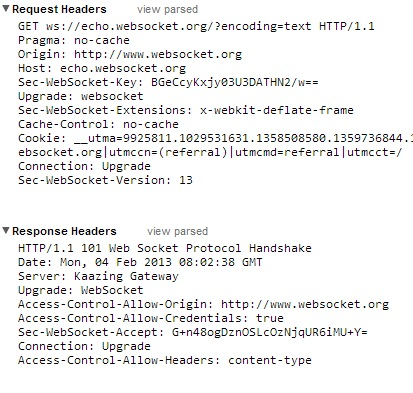 Request Headers view parsed
GET ws://echo.websocket.org/?encoding=text HTTP/1.1
Pragma: no-cache
Origin: http://www.websocket.org
Host: echo.websocket.org
Sec-WebSocket-Key: BGeCcyKxjy03U3DATHN2/w==
Upgrade: websocket
Sec-WebSocket-Extensions: x-webkit-deflate-frame
Cache-Control: no-cache
Cookie: __utma=9925811.1029531631.1358508580.1359736844.1
ebsocket.org|utmccn=(referral)|utmcmd=referral|utmcct=/
Connection: Upgrade
Sec-WebSocket-Version: 13
Response Headers view parsed
HTTP/1.1 101 Web Socket Protocol Handshake
Date: Mon, 04 Feb 2013 08:02:38 GMT
Server: Kaazing Gateway
Upgrade: WebSocket
Access-Control-Allow-Origin: http://www.websocket.org
Access-Control-Allow-Credentials: true
Sec-WebSocket-Accept: G+n48ogDznOSLcOzNjqUR6iMU+Y=
Connection: Upgrade
Access-Control-Allow-Headers: content-type